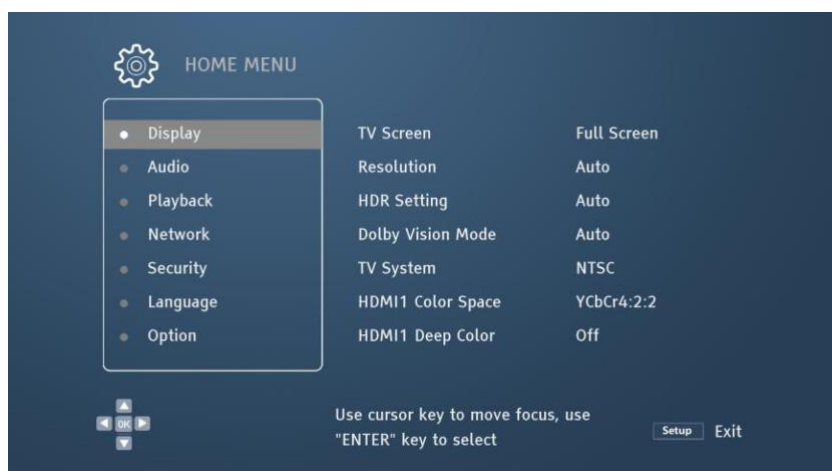 HOME MENU
Display TV Screen Full Screen
Audio Resolution Auto
Playback HDR Setting Auto
Network Dolby Vision Mode Auto
Security TV System NTSC
Language HDMI1 Color Space YCbCr4:2:2
Option HDMI1 Deep Color Off
OK
Use cursor key to move focus, use
"ENTER" key to select
Setup Exit